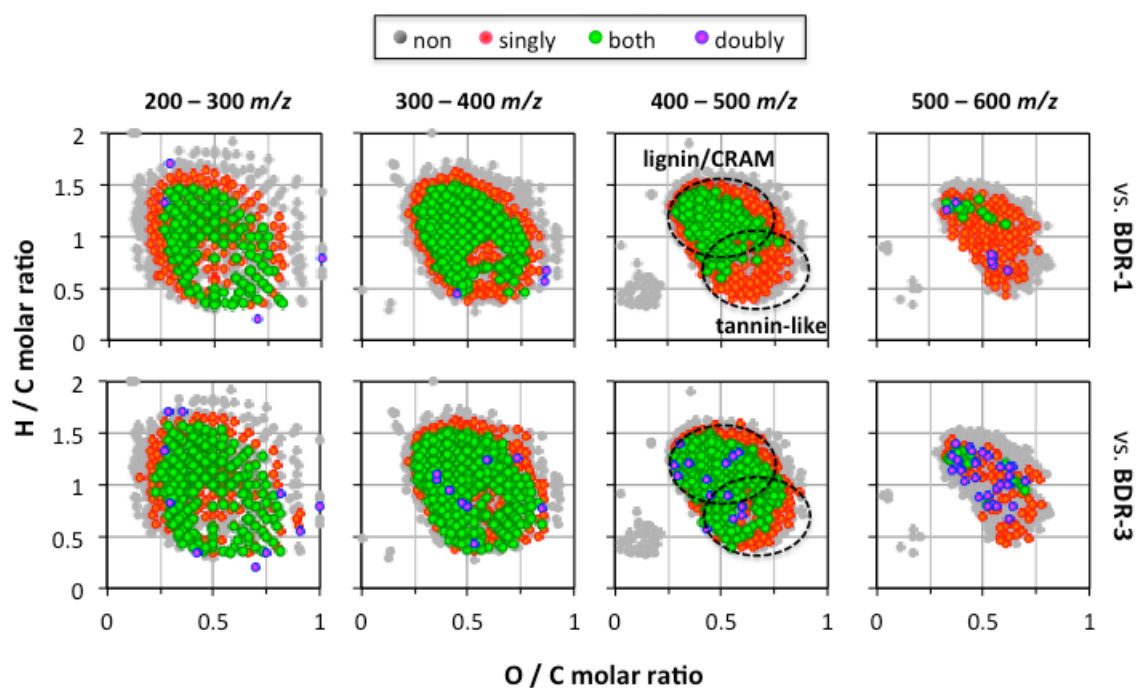 non singly both doubly
200 – 300 m/z 300 – 400 m/z 400 – 500 m/z 500 – 600 m/z
2
1.5
1
0.5
0
lignin/CRAM
tannin-like
vs. BDR-1
H / C molar ratio
2
1.5
1
0.5
0
vs. BDR-3
0 0.5 1 0 0.5 1 0 0.5 1 0 0.5 1
O / C molar ratio